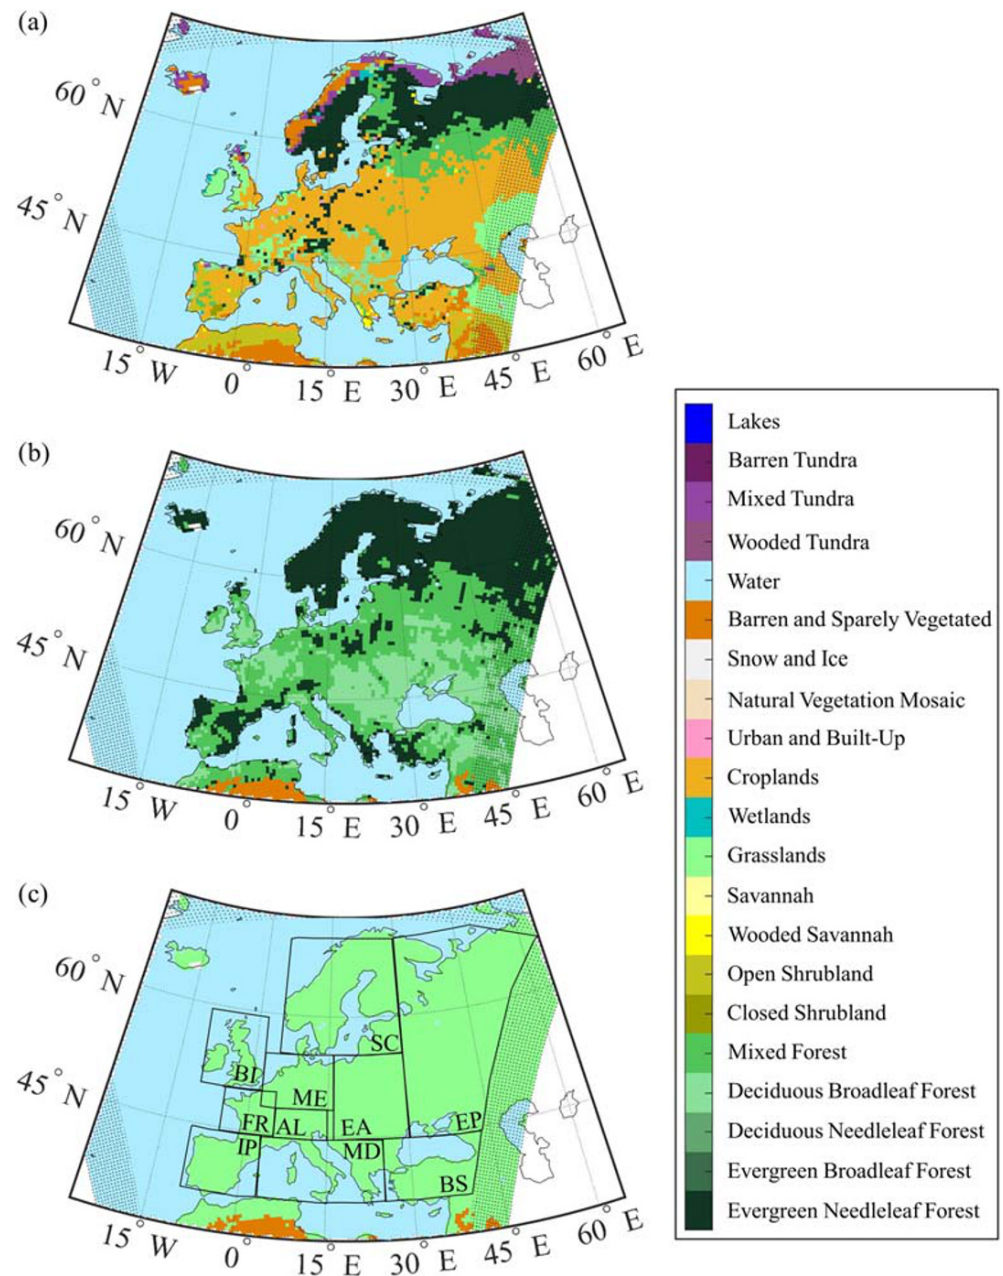 (a)
60° N
45° N
15° W
0°
15° E
30° E
45° E
60° E
(b)
60° N
45° N
15° W
0°
15° E
30° E
45° E
60° E
(c)
60° N
45° N
15° W
0°
15° E
30° E
45° E
60° E
SC
BI
ME
FR
AL
EA
EP
IP
MD
BS
Lakes
Barren Tundra
Mixed Tundra
Wooded Tundra
Water
Barren and Sparely Vegetated
Snow and Ice
Natural Vegetation Mosaic
Urban and Built-Up
Croplands
Wetlands
Grasslands
Savannah
Wooded Savannah
Open Shrubland
Closed Shrubland
Mixed Forest
Deciduous Broadleaf Forest
Deciduous Needleleaf Forest
Evergreen Broadleaf Forest
Evergreen Needleleaf Forest